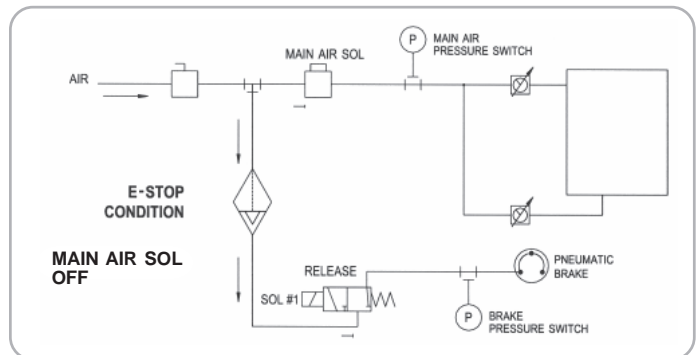 P
MAIN AIR
PRESSURE SWITCH
MAIN AIR SOL
AIR
E-STOP
CONDITION
MAIN AIR SOL
OFF
RELEASE
SOL #1
PNEUMATIC
BRAKE
P
BRAKE
PRESSURE SWITCH